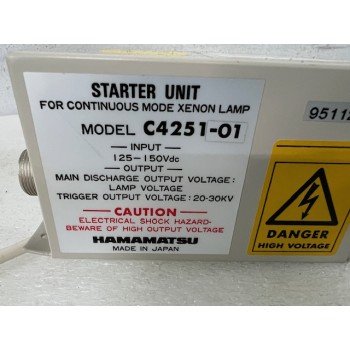 STARTER UNIT
FOR CONTINUOUS MODE XENON LAMP
MODEL C4251-01
INPUT
125-150Vdc
OUTPUT
MAIN DISCHARGE OUTPUT VOLTAGE:
LAMP VOLTAGE
TRIGGER OUTPUT VOLTAGE:20-30KV
CAUTION
ELECTRICAL SHOCK HAZARD-
BEWARE OF HIGH OUTPUT VOLTAGE
HAMAMATSU
MADE IN JAPAN
95112
DANGER
HIGH VOLTAGE